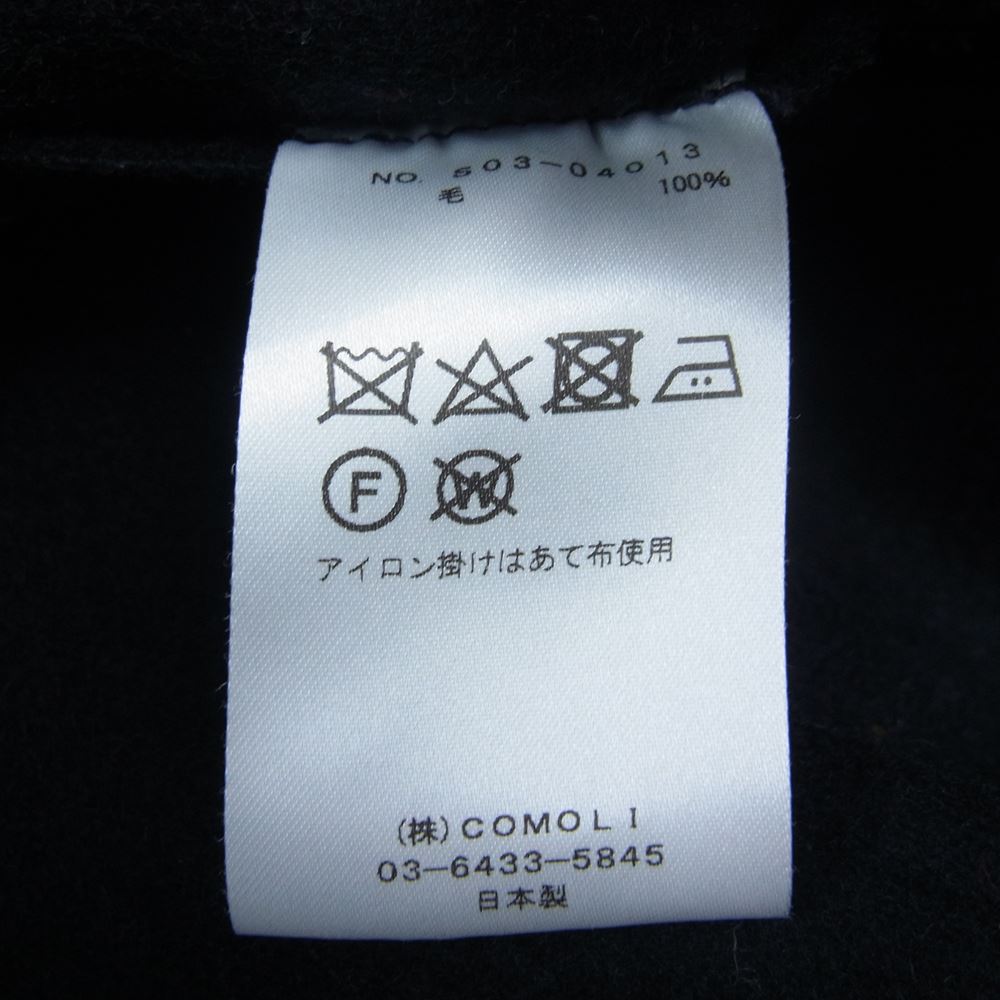 NO. 503-04013
毛 100%
F W
アイロン掛けはあて布使用
(株)COMOLI
03-6433-5845
日本製